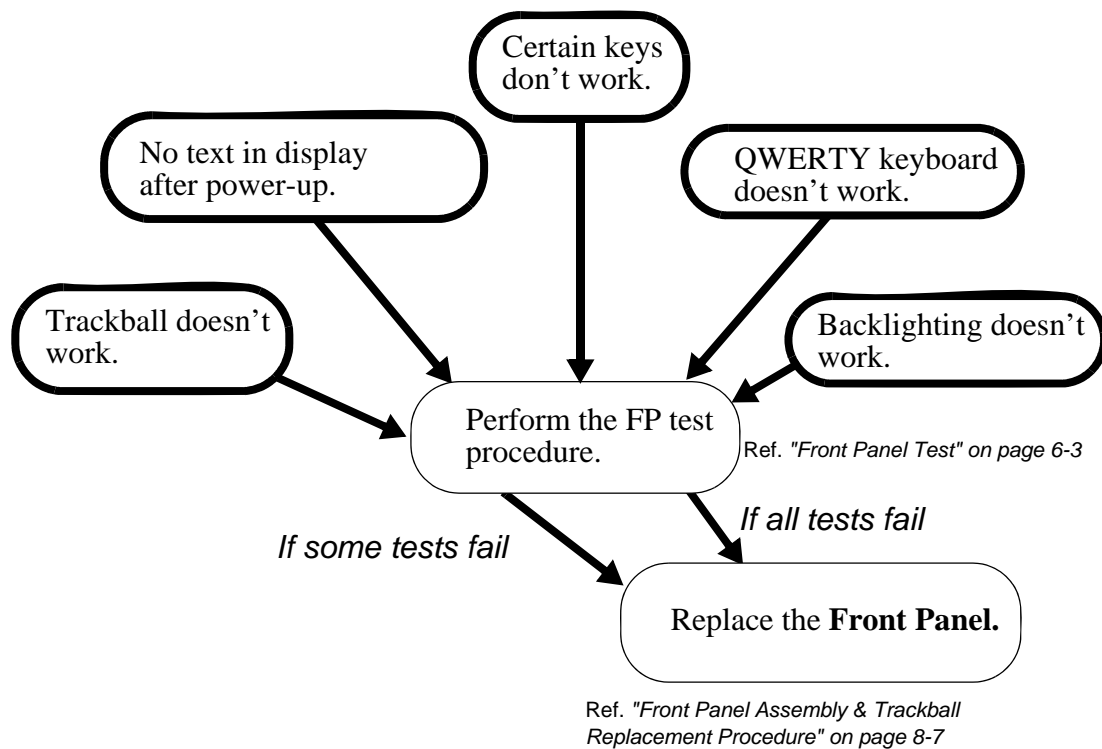 Certain keys
don't work.
No text in display
after power-up.
QWERTY keyboard
doesn't work.
Trackball doesn't
work.
Backlighting doesn't
work.
Perform the FP test
procedure.
Ref. "Front Panel Test" on page 6-3
If some tests fail
If all tests fail
Replace the Front Panel.
Ref. "Front Panel Assembly & Trackball
Replacement Procedure" on page 8-7